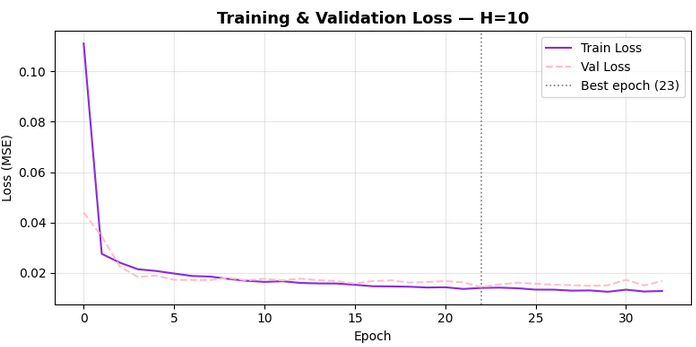 Training & Validation Loss — H=10
Train Loss
Val Loss
Best epoch (23)
Loss (MSE)
0.10
0.08
0.06
0.04
0.02
0 5 10 15 20 25 30
Epoch